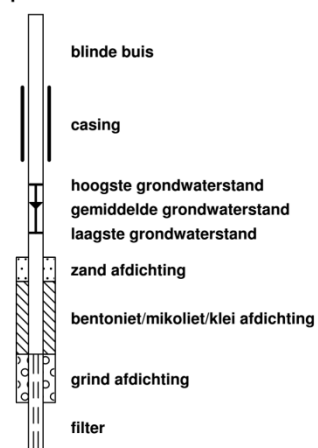 blinde buis
casing
hoogste grondwaterstand
gemiddelde grondwaterstand
laagste grondwaterstand
zand afdichting
bentoniet/mikoliet/klei afdichting
grind afdichting
filter